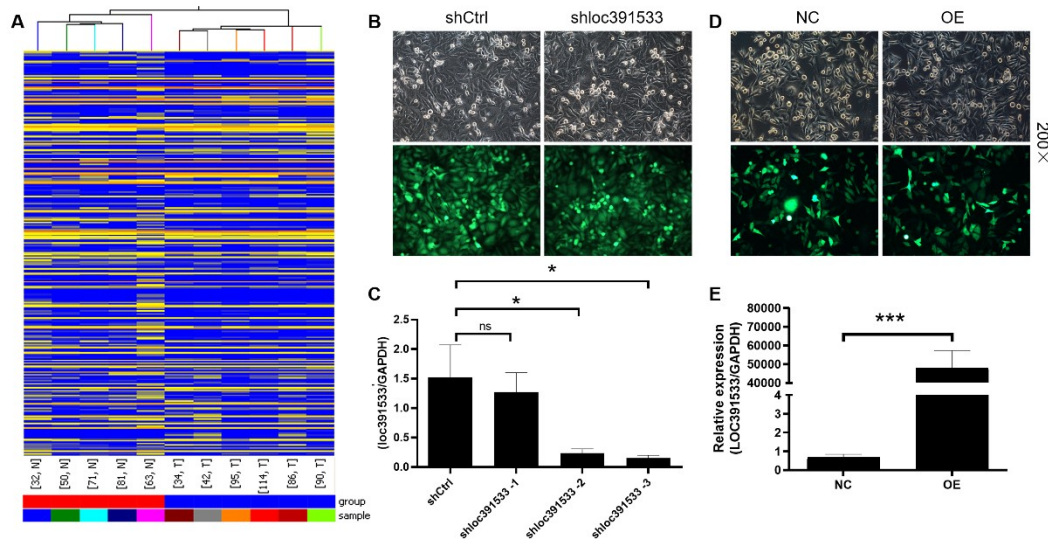 A
[32, N]
[50, N]
[71, N]
[81, N]
[63, N]
[34, T]
[42, T]
[95, T]
[114, T]
[86, T]
[90, T]
group
sample
B
shCtrl
shloc391533
C
(loc391533/GAPDH)
2.5
2.0
1.5
1.0
0.5
0.0
ns
*
*
shCtrl
shloc391533 -1
shloc391533 -2
shloc391533 -3
D
NC
OE
200×
E
Relative expression
(LOC391533/GAPDH)
80000
70000
60000
50000
40000
4
3
2
1
0
***
NC
OE